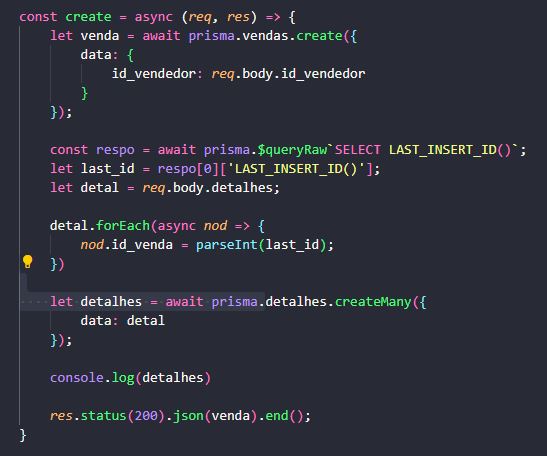 const create = async (req, res) => {
    let venda = await prisma.vendas.create({
        data: {
            id_vendedor: req.body.id_vendedor
        }
    });

    const respo = await prisma.$queryRaw`SELECT LAST_INSERT_ID()`;
    let last_id = respo[0]['LAST_INSERT_ID()'];
    let detal = req.body.detalhes;

    detal.forEach(async nod => {
        nod.id_venda = parseInt(last_id);
    })

    let detalhes = await prisma.detalhes.createMany({
        data: detal
    });

    console.log(detalhes)

    res.status(200).json(venda).end();
}